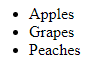 • Apples
• Grapes
• Peaches